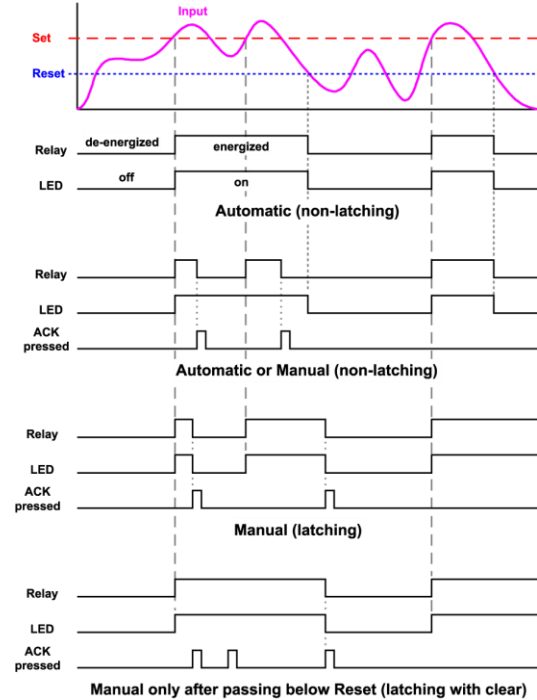 Input
Set
Reset
de-energized
energized
Relay
off
on
LED
Automatic (non-latching)
Relay
LED
ACK
pressed
Automatic or Manual (non-latching)
Relay
LED
ACK
pressed
Manual (latching)
Relay
LED
ACK
pressed
Manual only after passing below Reset (latching with clear)